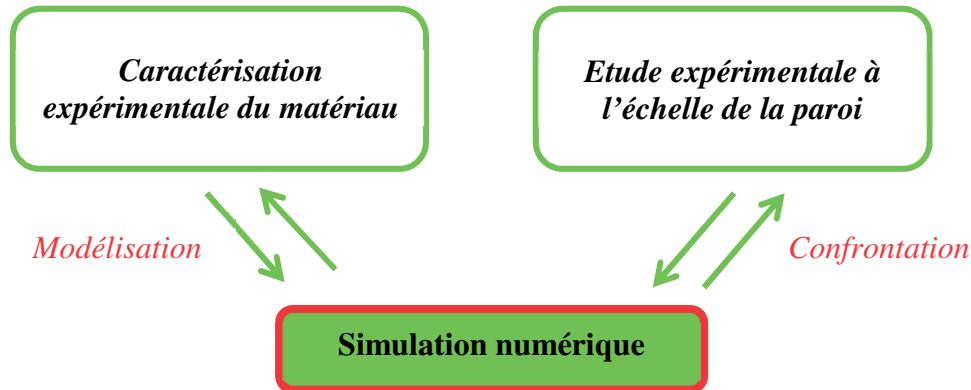 Caractérisation
expérimentale du matériau
Etude expérimentale à
l'échelle de la paroi
Modélisation
Confrontation
Simulation numérique